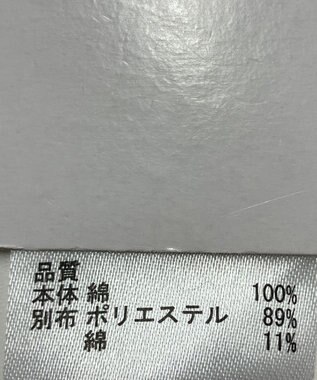 品質
本体 綿 100%
別布 ポリエステル 89%
綿 11%